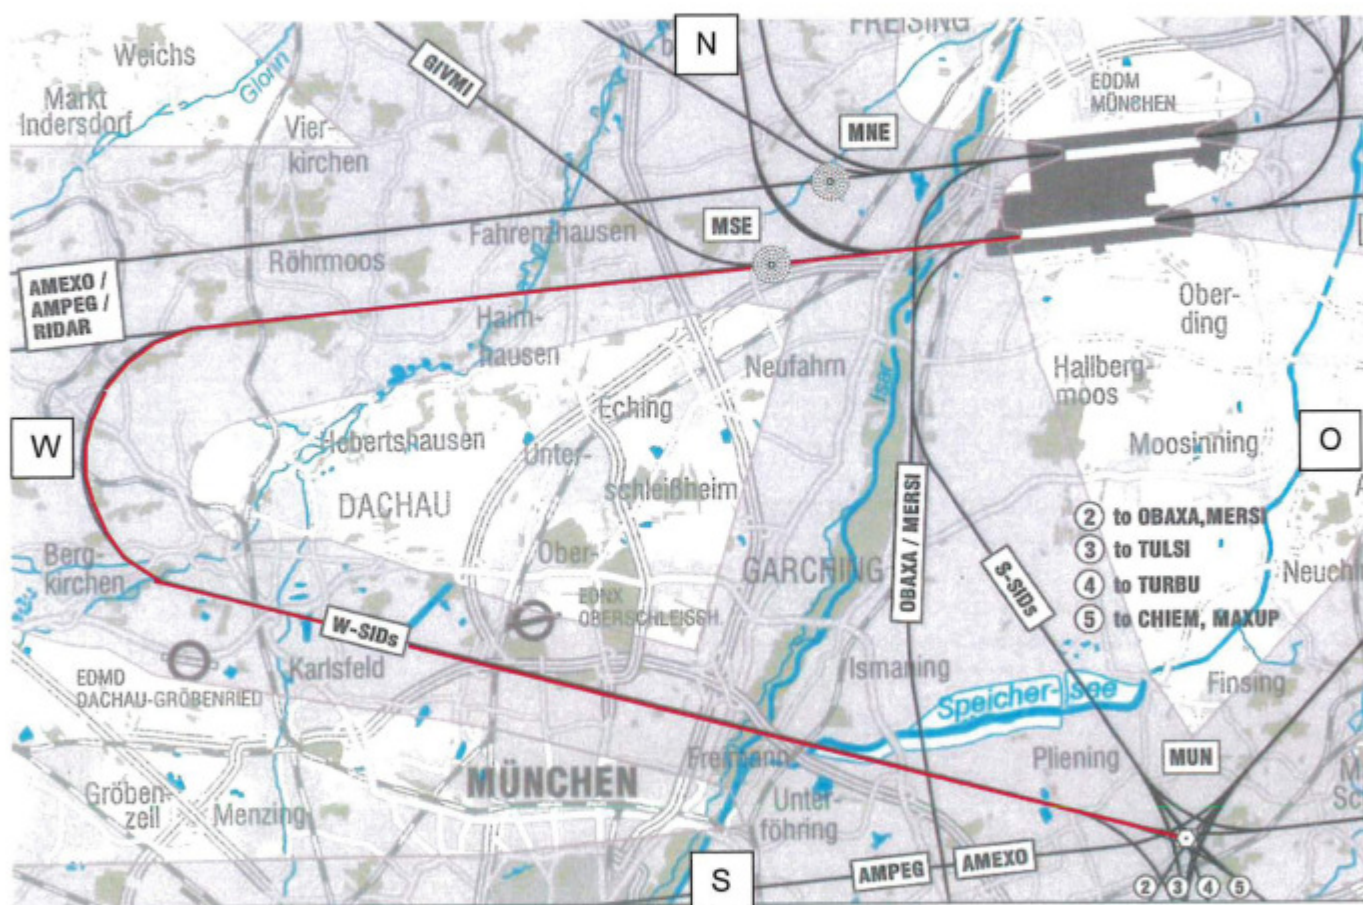 N
FREISING
Weichs
Glonn
GIVMI
EDDM
MÜNCHEN
Markt
Indersdorf
Vier-
kirchen
MNE
MSE
Fahrenzhausen
Röhrmoos
AMEXO /
AMPEG /
RIDAR
Ober-
ding
Haim-
hausen
Neufahrn
Isar
Hallberg-
moos
Eching
W
Hebertshausen
Unter-
schleißheim
Moosinning
O
DACHAU
OBAXA / MERSI
2 to OBAXA,MERSI
3 to TULSI
4 to TURBU
5 to CHIEM, MAXUP
Berg-
kirchen
Ober-
GARCHING
S-SIDs
EDNX
OBERSCHLEISSH.
W-SIDs
Karlsfeld
Ismaning
EDMD
DACHAU-GRÖBENRIED
Finsing
Speicher-see
Freimann
Pliening
MUN
MÜNCHEN
Gröben-
zell
Menzing
Unter-
föhring
S
AMPEG
AMEXO
2 3 4 5